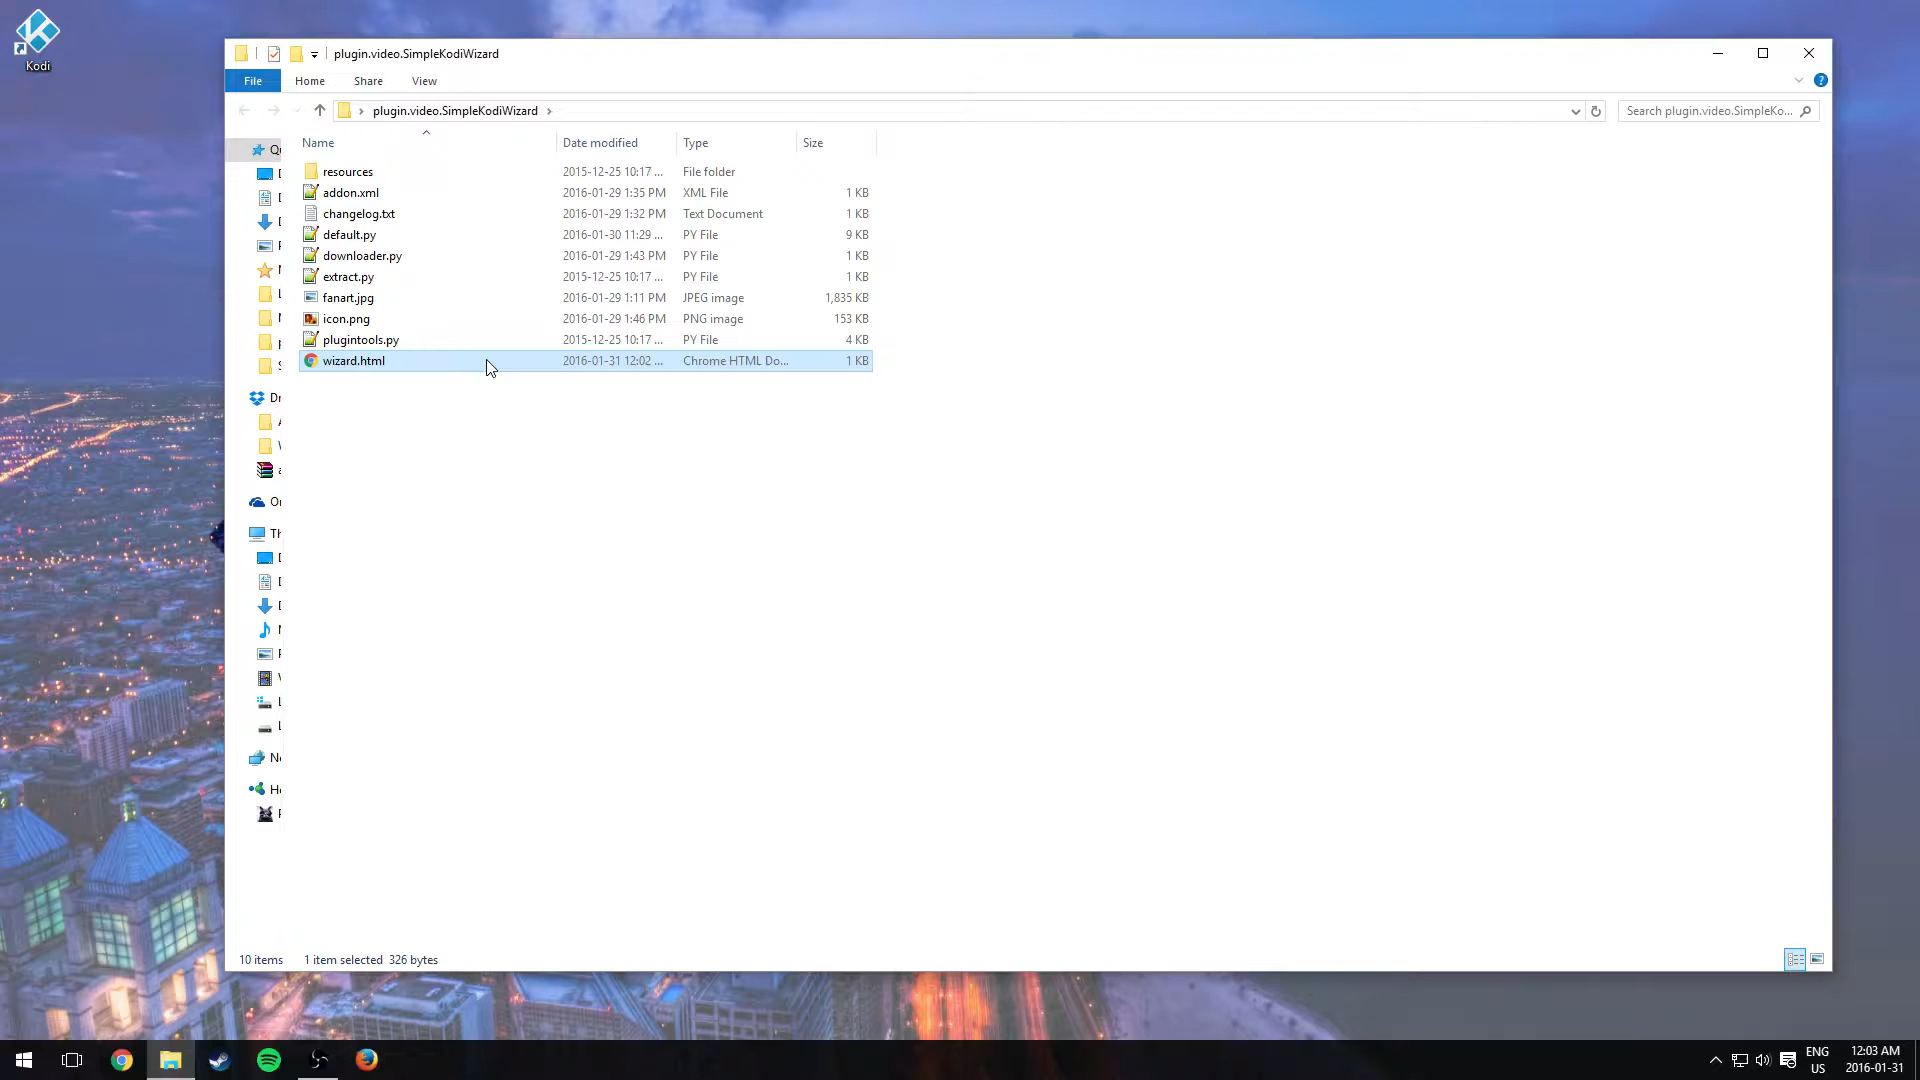 Kodi
plugin.video.SimpleKodiWizard
File Home Share View
plugin.video.SimpleKodiWizard
Search plugin.video.SimpleKo...
Name Date modified Type Size
resources 2015-12-25 10:17 ... File folder
addon.xml 2016-01-29 1:35 PM XML File 1 KB
changelog.txt 2016-01-29 1:32 PM Text Document 1 KB
default.py 2016-01-30 11:29 ... PY File 9 KB
downloader.py 2016-01-29 1:43 PM PY File 1 KB
extract.py 2015-12-25 10:17 ... PY File 1 KB
fanart.jpg 2016-01-29 1:11 PM JPEG image 1,835 KB
icon.png 2016-01-29 1:46 PM PNG image 153 KB
plugintools.py 2015-12-25 10:17 ... PY File 4 KB
wizard.html 2016-01-31 12:02 ... Chrome HTML Do... 1 KB
10 items 1 item selected 326 bytes
ENG
US
12:03 AM
2016-01-31